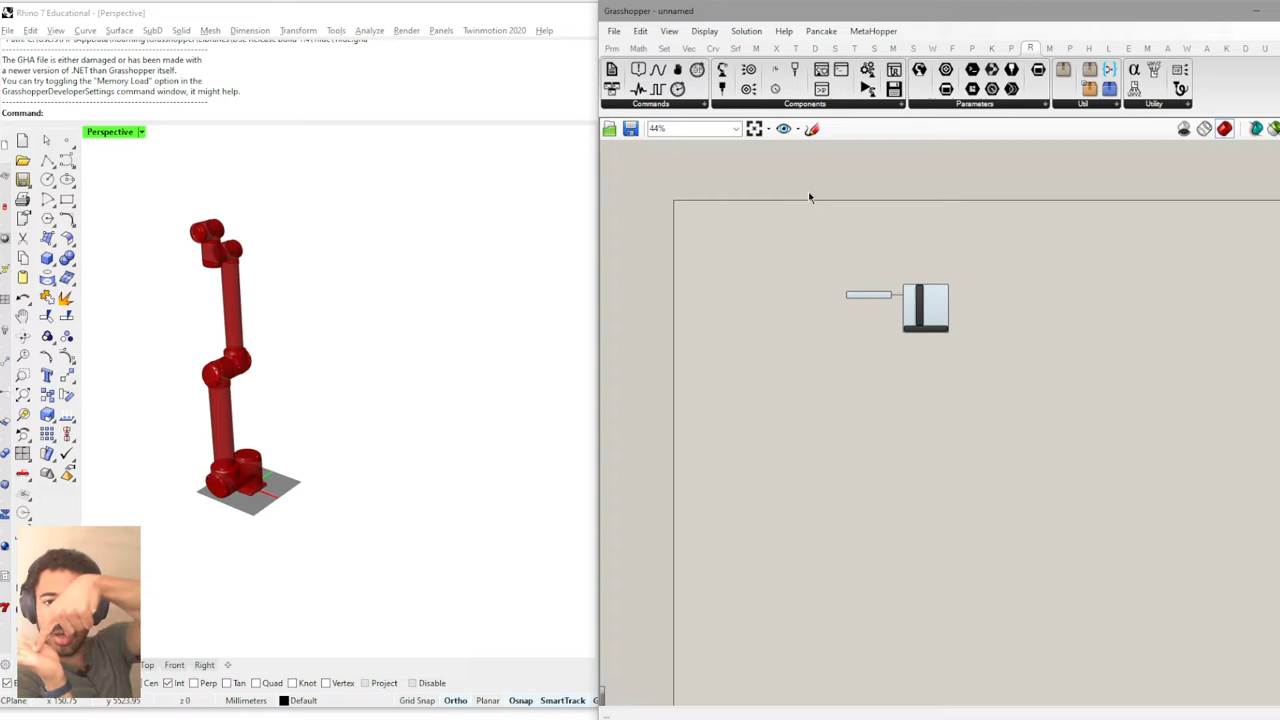 Rhino 7 Educational - [Perspective]
File Edit View Curve Surface SubD Solid Mesh Dimension Transform Tools Analyze Render Panels Twinmotion 2020 Help
The GHA file is either damaged or has been made
with a
newer version of .NET than Grasshopper itself.
You can try toggling the "Memory Load" option in the
GrasshopperDeveloperSettings command window, it might help.
Command:
Perspective
Top Front Right
Cen Int Perp Tan Quad Knot Vertex Project Disable
CPlane x 150.75 y 5523.95 z 0 Millimeters Default Grid Snap Ortho Planar Osnap SmartTrack
Grasshopper - unnamed
File Edit View Display Solution Help Pancake MetaHopper
Prm Math Set Vec Crv Srf M X T D S W F P K P R M P H L E M A W A K D U
Commands Components Parameters Util Utility
44%